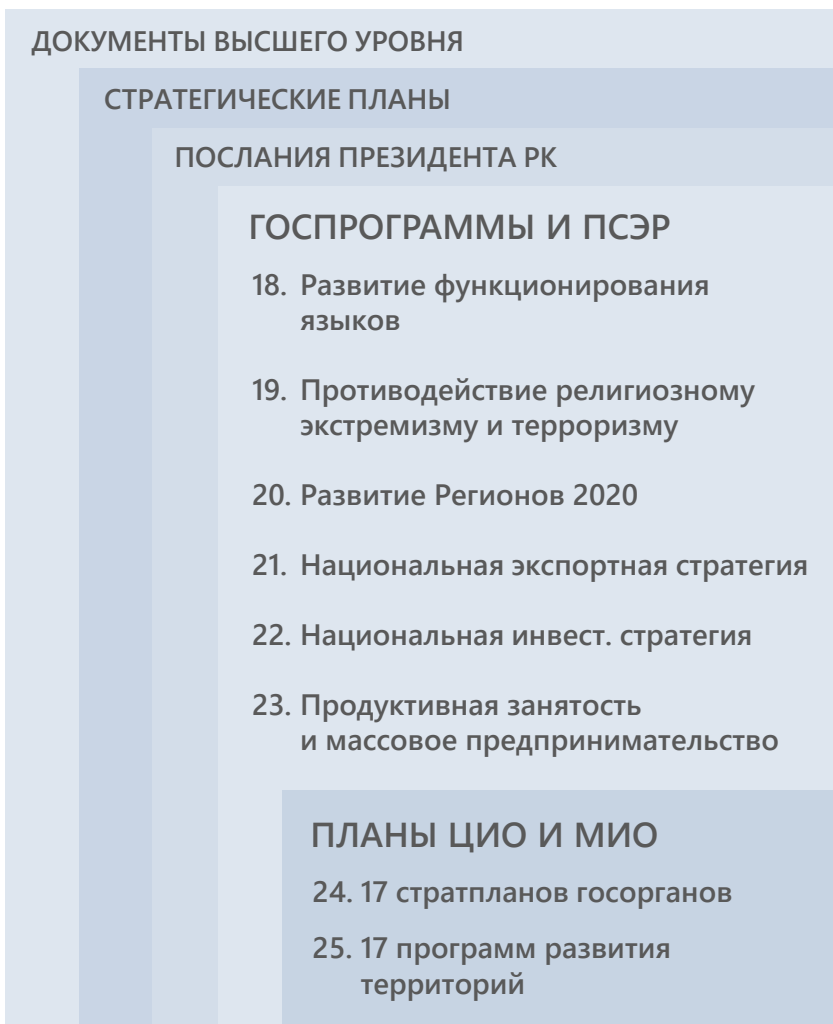 ДОКУМЕНТЫ ВЫСШЕГО УРОВНЯ
СТРАТЕГИЧЕСКИЕ ПЛАНЫ
ПОСЛАНИЯ ПРЕЗИДЕНТА РК
ГОСПРОГРАММЫ И ПСЭР
18. Развитие функционирования
языков
19. Противодействие религиозному
экстремизму и терроризму
20. Развитие Регионов 2020
21. Национальная экспортная стратегия
22. Национальная инвест. стратегия
23. Продуктивная занятость
и массовое предпринимательство
ПЛАНЫ ЦИО И МИО
24. 17 стратпланов госорганов
25. 17 программ развития
территорий